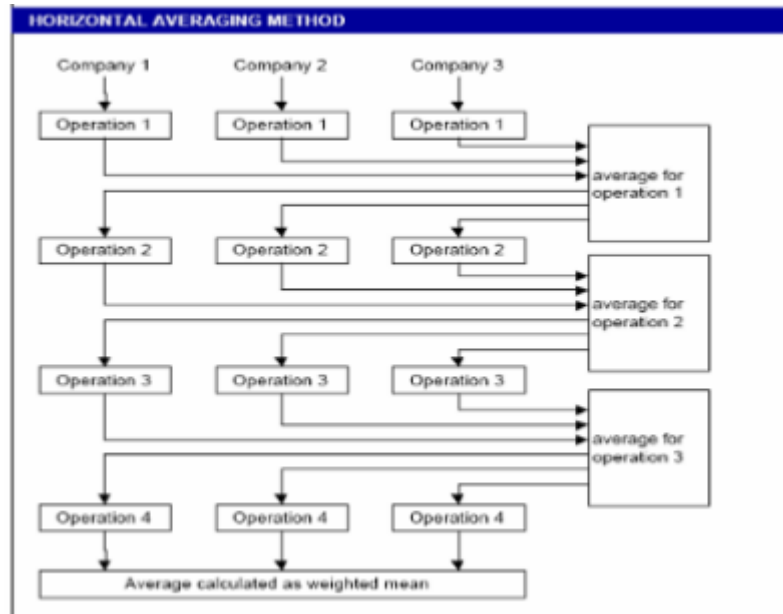 HORIZONTAL AVERAGING METHOD
Company 1
Company 2
Company 3
Operation 1
Operation 1
Operation 1
average for
operation 1
Operation 2
Operation 2
Operation 2
average for
operation 2
Operation 3
Operation 3
Operation 3
average for
operation 3
Operation 4
Operation 4
Operation 4
Average calculated as weighted mean